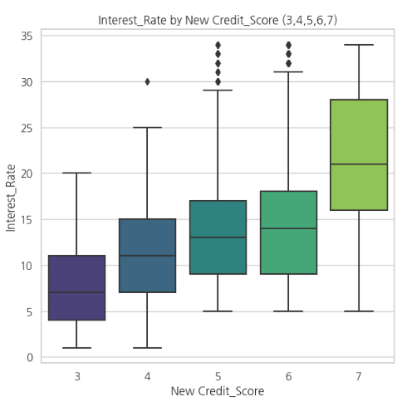 Interest_Rate by New Credit_Score (3,4,5,6,7)
35
30
25
20
15
10
5
0
Interest_Rate
3 4 5 6 7
New Credit_Score